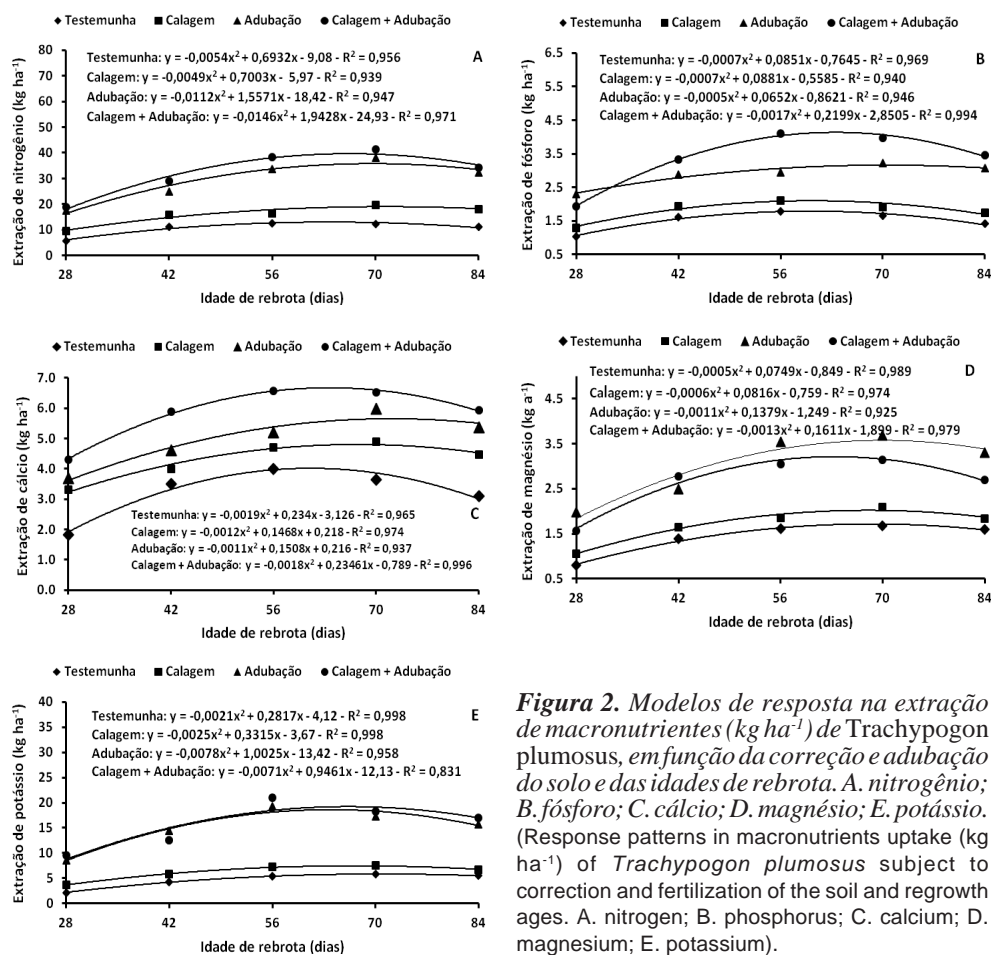 ◆ Testemunha ■ Calagem ▲ Adubação ● Calagem + Adubação
Extração de nitrogênio (kg ha⁻¹)
80
70
60
50
40
30
20
10
0
A
Testemunha: y = -0,0054x² + 0,6932x - 9,08 - R² = 0,956
Calagem: y = -0,0049x² + 0,7003x - 5,97 - R² = 0,939
Adubação: y = -0,0112x² + 1,5571x - 18,42 - R² = 0,947
Calagem + Adubação: y = -0,0146x² + 1,9428x - 24,93 - R² = 0,971
28 42 56 70 84
Idade de rebrota (dias)
◆ Testemunha ■ Calagem ▲ Adubação ● Calagem + Adubação
Extração de fósforo (kg ha⁻¹)
6.5
5.5
4.5
3.5
2.5
1.5
0.5
B
Testemunha: y = -0,0007x² + 0,0851x - 0,7645 - R² = 0,969
Calagem: y = -0,0007x² + 0,0881x - 0,5585 - R² = 0,940
Adubação: y = -0,0005x² + 0,0652x - 0,8621 - R² = 0,946
Calagem + Adubação: y = -0,0017x² + 0,2199x - 2,8505 - R² = 0,994
28 42 56 70 84
Idade de rebrota (dias)
◆ Testemunha ■ Calagem ▲ Adubação ● Calagem + Adubação
Extração de cálcio (kg ha⁻¹)
7.0
6.0
5.0
4.0
3.0
2.0
1.0
0.0
C
Testemunha: y = -0,0019x² + 0,234x - 3,126 - R² = 0,965
Calagem: y = -0,0012x² + 0,1468x + 0,218 - R² = 0,974
Adubação: y = -0,0011x² + 0,1508x + 0,216 - R² = 0,937
Calagem + Adubação: y = -0,0018x² + 0,23461x - 0,789 - R² = 0,996
28 42 56 70 84
Idade de rebrota (dias)
◆ Testemunha ■ Calagem ▲ Adubação ● Calagem + Adubação
Extração de magnésio (kg a⁻¹)
5.5
4.5
3.5
2.5
1.5
0.5
D
Testemunha: y = -0,0005x² + 0,0749x - 0,849 - R² = 0,989
Calagem: y = -0,0006x² + 0,0816x - 0,759 - R² = 0,974
Adubação: y = -0,0011x² + 0,1379x - 1,249 - R² = 0,925
Calagem + Adubação: y = -0,0013x² + 0,1611x - 1,899 - R² = 0,979
28 42 56 70 84
Idade de rebrota (dias)
◆ Testemunha ■ Calagem ▲ Adubação ● Calagem + Adubação
Extração de potássio (kg ha⁻¹)
40
35
30
25
20
15
10
5
0
E
Testemunha: y = -0,0021x² + 0,2817x - 4,12 - R² = 0,998
Calagem: y = -0,0025x² + 0,3315x - 3,67 - R² = 0,998
Adubação: y = -0,0078x² + 1,0025x - 13,42 - R² = 0,958
Calagem + Adubação: y = -0,0071x² + 0,9461x - 12,13 - R² = 0,831
28 42 56 70 84
Idade de rebrota (dias)
Figura 2. Modelos de resposta na extração
de macronutrientes (kg ha⁻¹) de Trachypogon
plumosus, em função da correção e adubação
do solo e das idades de rebrota. A. nitrogênio;
B. fósforo; C. cálcio; D. magnésio; E. potássio.
(Response patterns in macronutrients uptake (kg
ha⁻¹) of Trachypogon plumosus subject to
correction and fertilization of the soil and regrowth
ages. A. nitrogen; B. phosphorus; C. calcium; D.
magnesium; E. potassium).